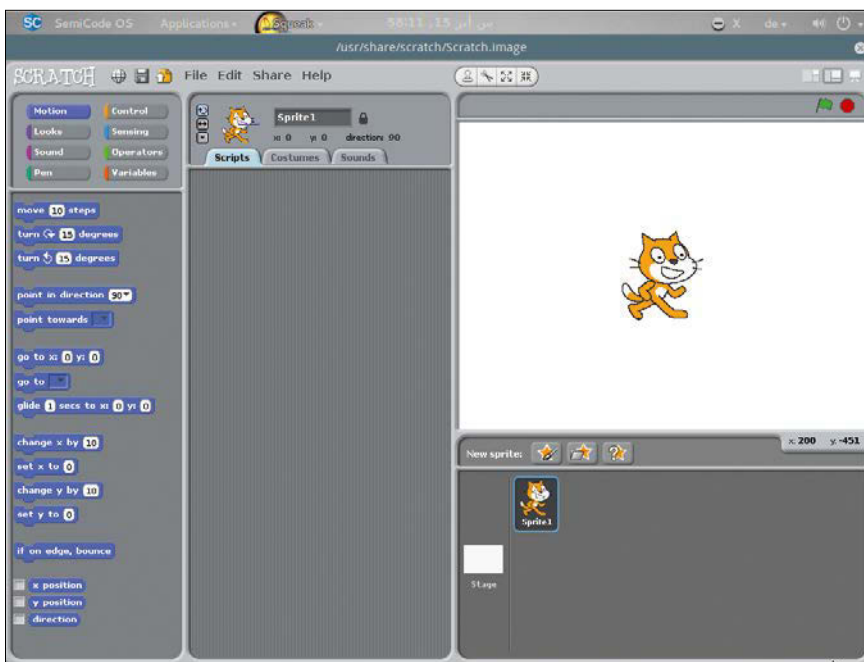 SC SemiCode OS Applications Squeak 58:11 ,15 de
/usr/share/scratch/Scratch.image
SCRATCH File Edit Share Help
Motion Control
Looks Sensing
Sound Operators
Pen Variables
Sprite1
x: 0 y: 0 direction: 90
Scripts Costumes Sounds
move 10 steps
turn 15 degrees
turn 15 degrees
point in direction 90
point towards
go to x: 0 y: 0
go to
glide 1 secs to x: 0 y: 0
change x by 10
set x to 0
change y by 10
set y to 0
if on edge, bounce
x position
y position
direction
x: 200 y: -451
New sprite:
Sprite1
Stage